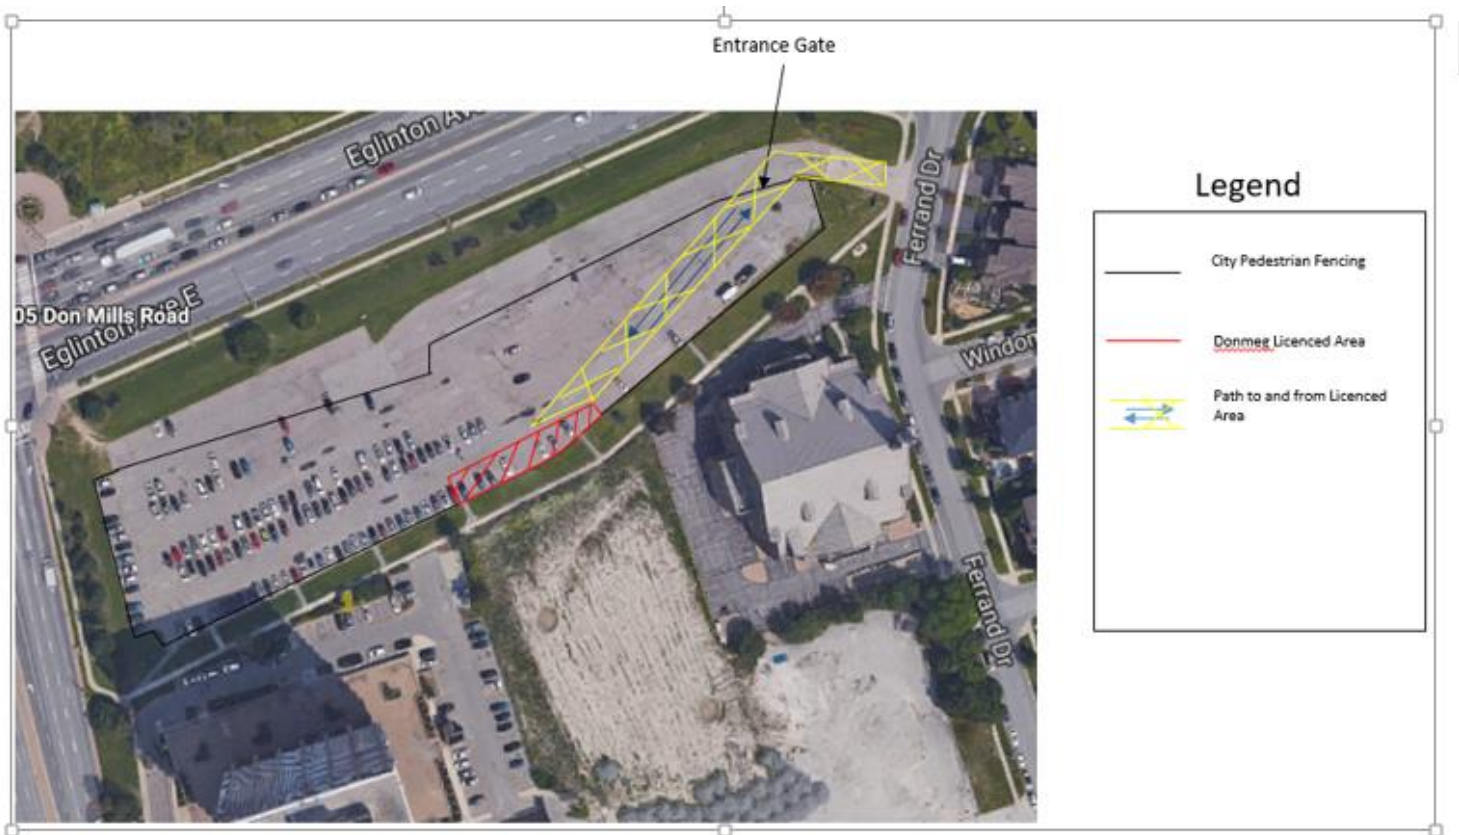 Entrance Gate
Eglinton Av
Ferrand Dr
Legend
City Pedestrian Fencing
05 Don Mills Road
Eglinton Ave E
Donmeg Licenced Area
Windom
Path to and from Licenced
Area
Ferrand Dr